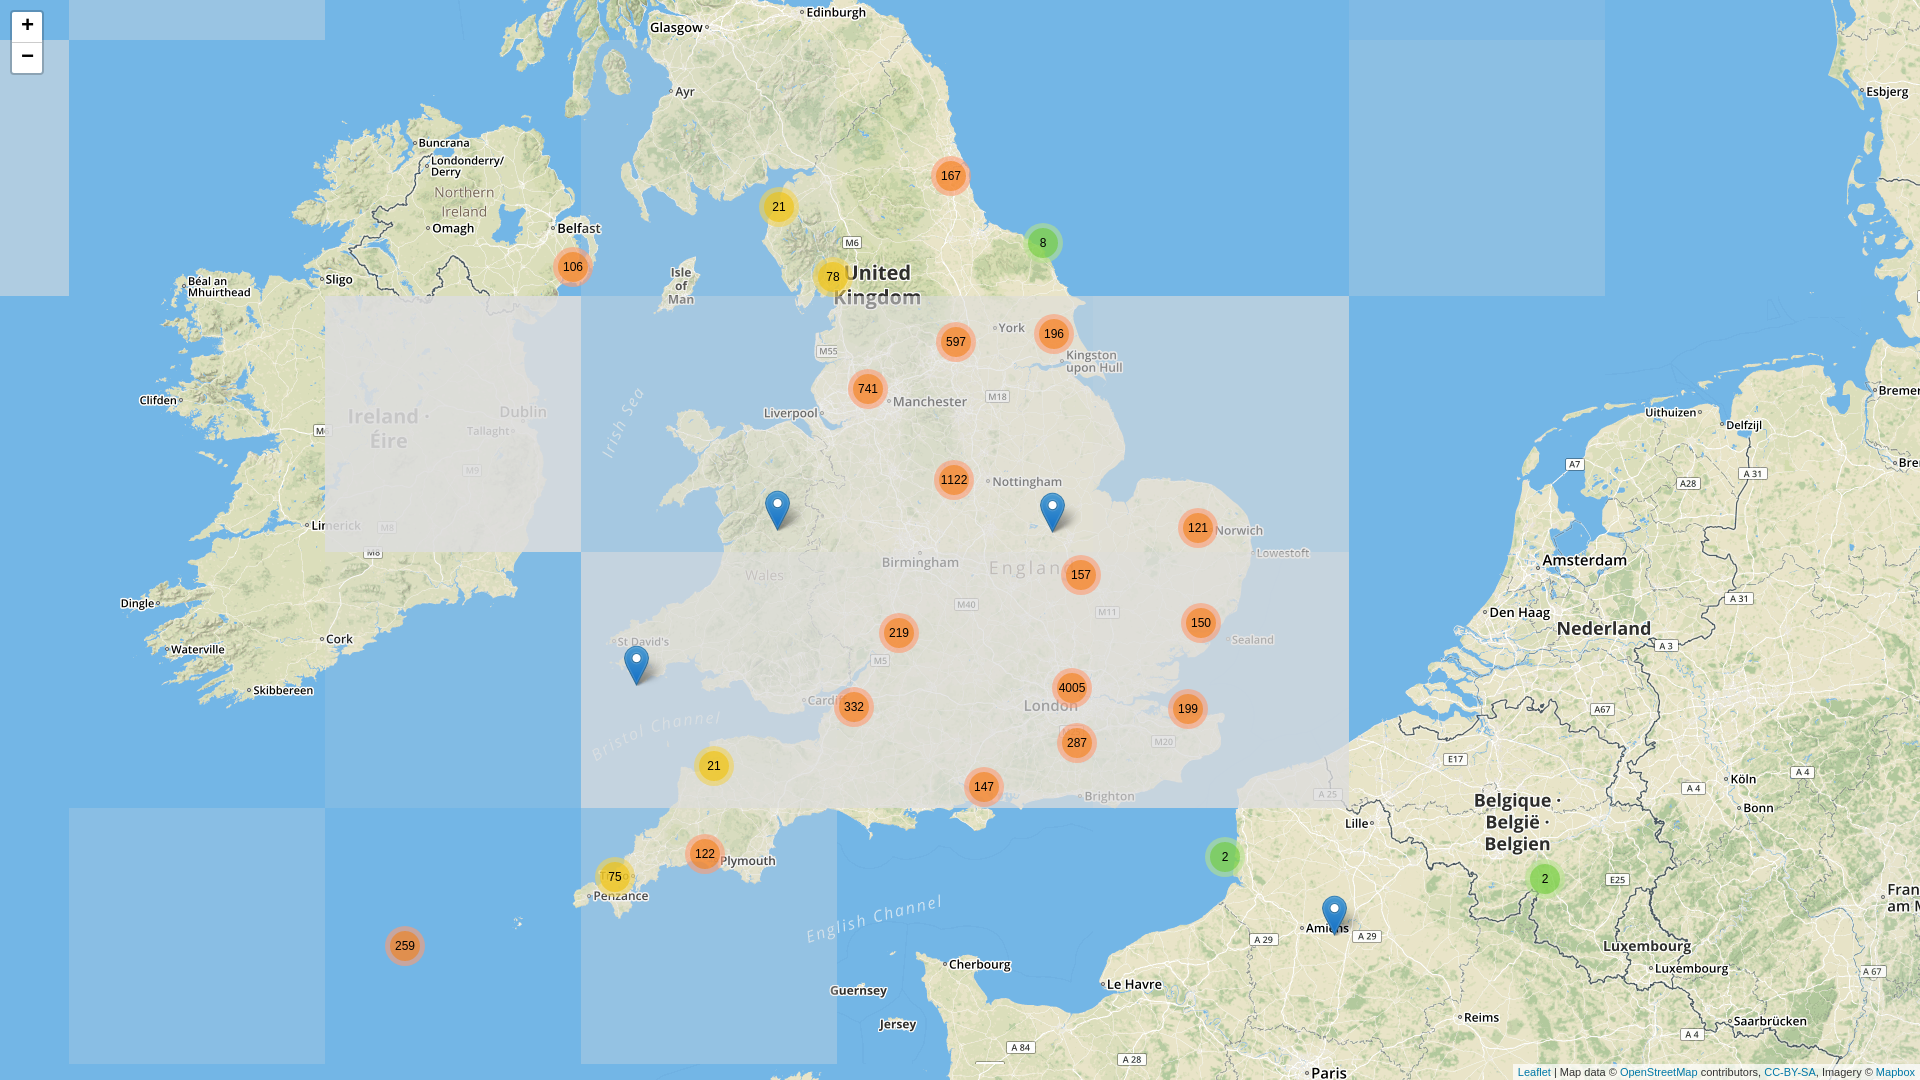 +
−
Glasgow
Edinburgh
Ayr
Esbjerg
Buncrana
Londonderry/
Derry
Northern
Ireland
Omagh
Belfast
167
21
8
M6
106
78
United
Kingdom
Isle
of
Man
Sligo
Béal an
Mhuirthead
York
196
597
M55
Kingston
upon Hull
741
Manchester
M18
Liverpool
Irish Sea
Clifden
Ireland ·
Éire
Dublin
Tallaght
M9
M8
Limerick
M8
Uithuizen
Delfzijl
A7
A 31
A28
1122
Nottingham
121
Norwich
Lowestoft
Birmingham
Wales
157
M40
M11
150
Sealand
219
M5
St David's
Amsterdam
Den Haag
Nederland
A 31
A 3
A67
Dingle
Waterville
Cork
Skibbereen
4005
London
199
287
M20
332
Bristol Channel
21
147
Brighton
A 25
E17
A 4
A 4
Köln
Bonn
Belgique ·
België ·
Belgien
Lille
2
2
E25
122
Plymouth
75
Penzance
259
English Channel
Amiens
A 29
A 29
Luxembourg
Luxembourg
A 67
Cherbourg
Guernsey
Jersey
Le Havre
Reims
Saarbrücken
A 4
A 84
A 28
Paris
Leaflet | Map data © OpenStreetMap contributors, CC-BY-SA, Imagery © Mapbox